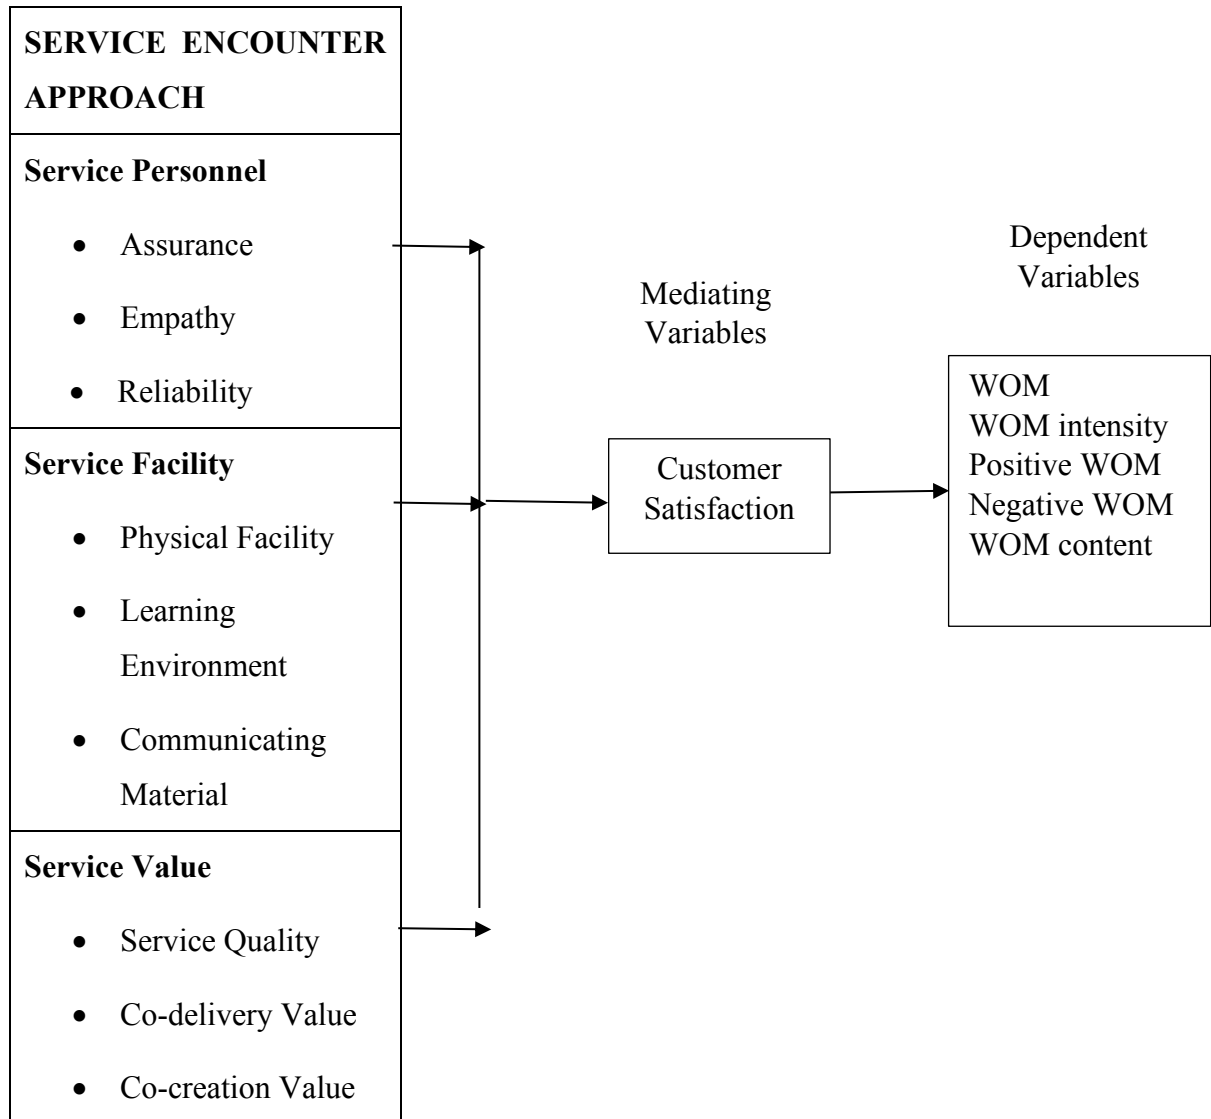 SERVICE ENCOUNTER
APPROACH
Service Personnel
• Assurance
• Empathy
• Reliability
Service Facility
• Physical Facility
• Learning
Environment
• Communicating
Material
Service Value
• Service Quality
• Co-delivery Value
• Co-creation Value
Mediating
Variables
Customer
Satisfaction
Dependent
Variables
WOM
WOM intensity
Positive WOM
Negative WOM
WOM content